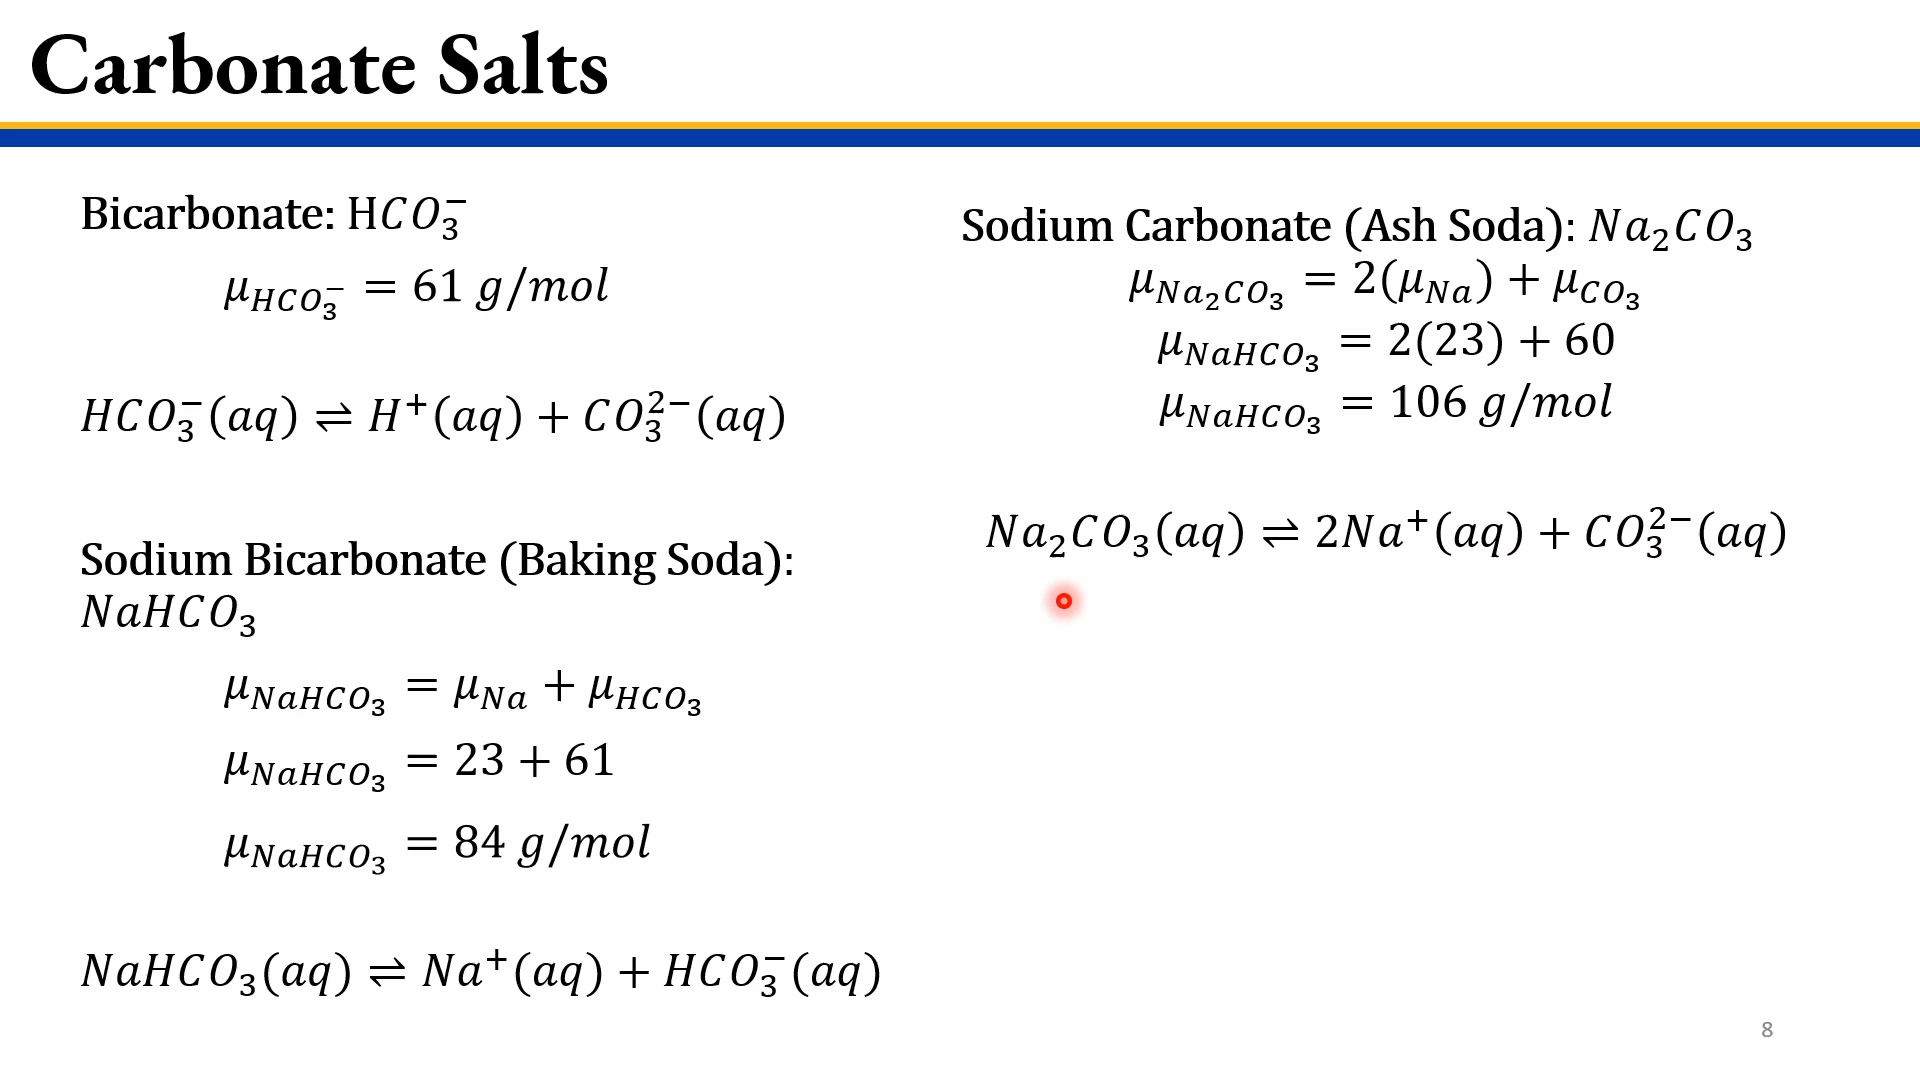 Carbonate Salts
Bicarbonate: HCO₃⁻
μ_HCO₃⁻ = 61 g/mol
HCO₃⁻(aq) ⇌ H⁺(aq) + CO₃²⁻(aq)
Sodium Bicarbonate (Baking Soda):
NaHCO₃
μ_NaHCO₃ = μ_Na + μ_HCO₃
μ_NaHCO₃ = 23 + 61
μ_NaHCO₃ = 84 g/mol
NaHCO₃(aq) ⇌ Na⁺(aq) + HCO₃⁻(aq)
Sodium Carbonate (Ash Soda): Na₂CO₃
μ_Na₂CO₃ = 2(μ_Na) + μ_CO₃
μ_NaHCO₃ = 2(23) + 60
μ_NaHCO₃ = 106 g/mol
Na₂CO₃(aq) ⇌ 2Na⁺(aq) + CO₃²⁻(aq)
8